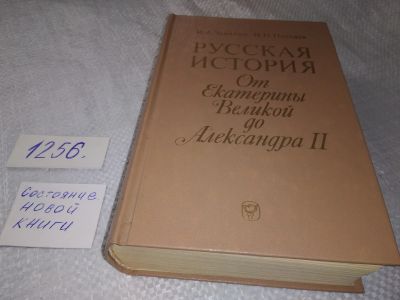 РУССКАЯ
ИСТОРИЯ
От
Екатерины
Великой
до
Александра II
1256.
состояние
новой
книги